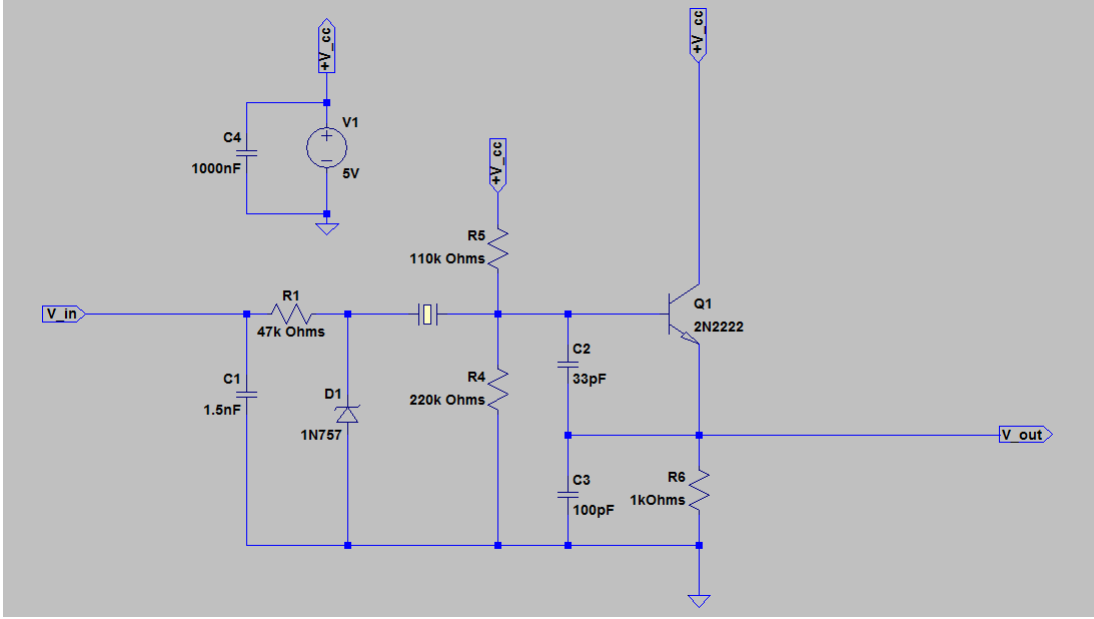 +V_cc
+V_cc
C4
1000nF
V1
5V
+V_cc
R5
110k Ohms
V_in
R1
47k Ohms
Q1
2N2222
C1
1.5nF
D1
1N757
R4
220k Ohms
C2
33pF
V_out
C3
100pF
R6
1kOhms
+
−